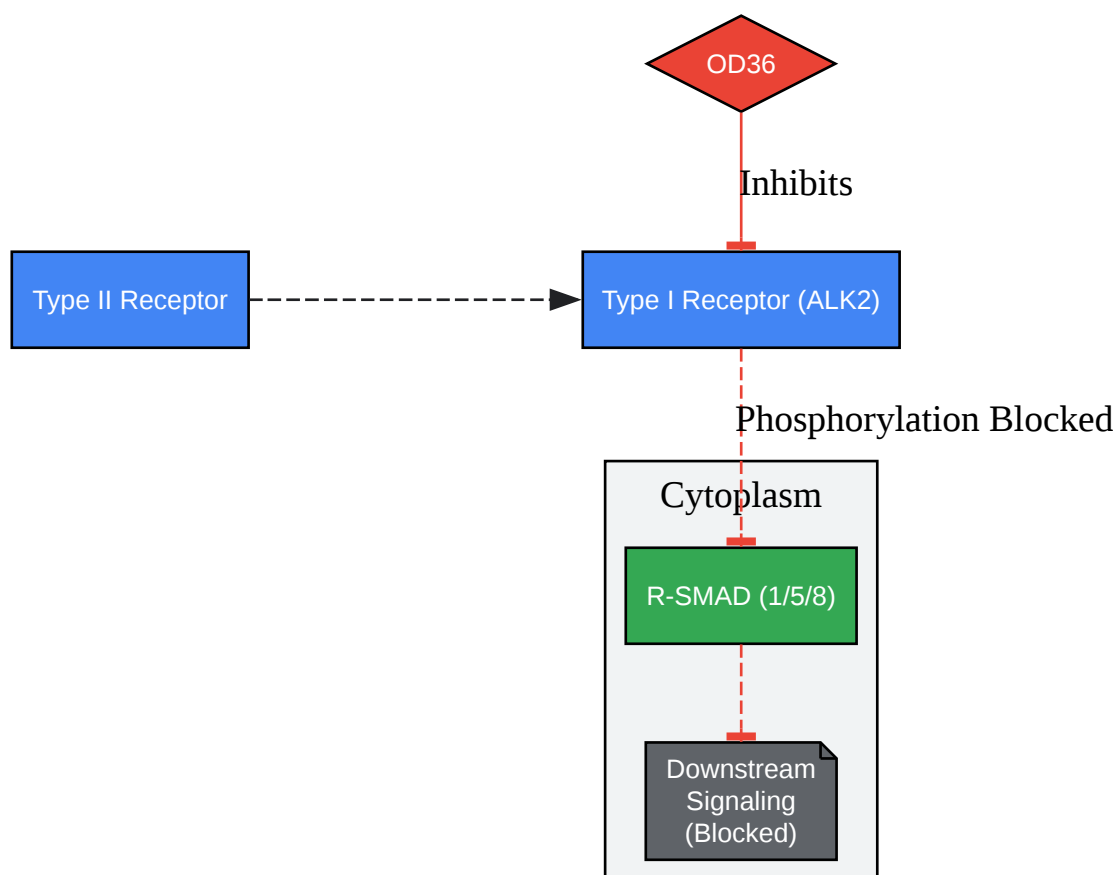 OD36
Inhibits
Type II Receptor
Type I Receptor (ALK2)
Phosphorylation Blocked
Cytoplasm
R-SMAD (1/5/8)
Downstream
Signaling
(Blocked)